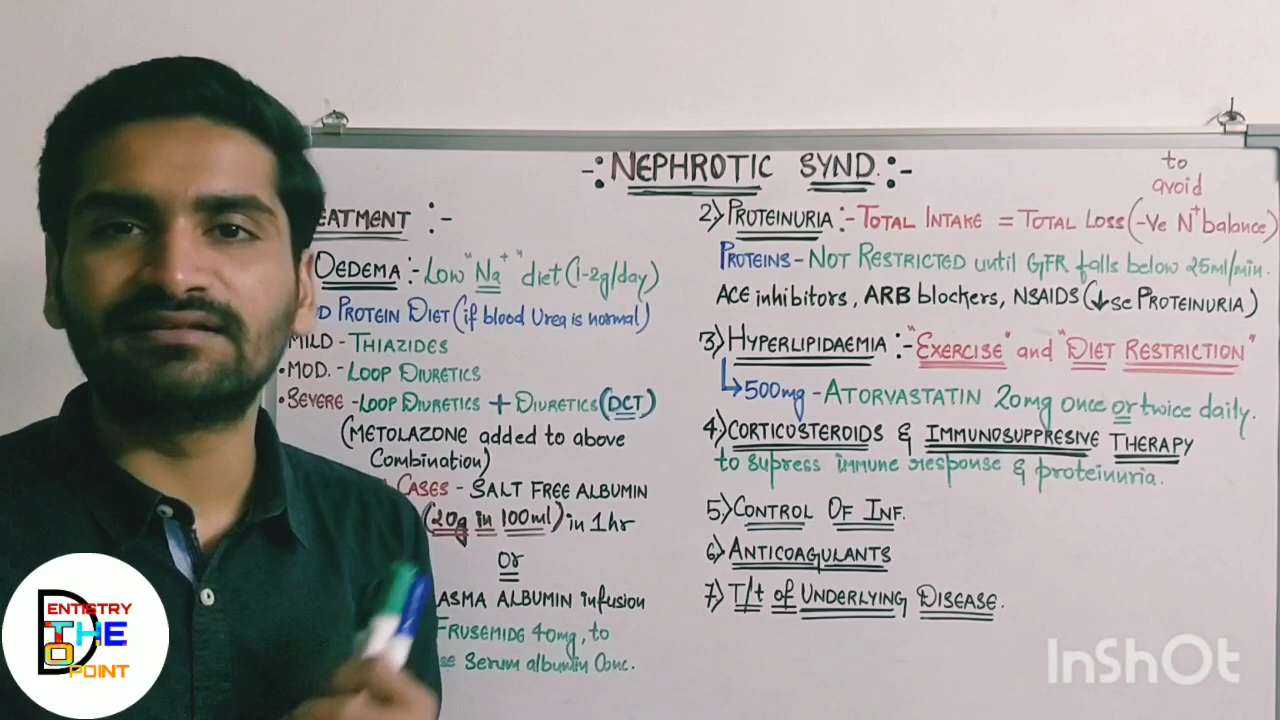 -: NEPHROTIC SYND. :-
EATMENT :-
OEDEMA :- Low "Na+" diet (1-2g/day)
PROTEIN DIET (if blood Urea is normal)
MILD - THIAZIDES
• MOD. - LOOP DIURETICS
• SEVERE - LOOP DIURETICS + DIURETICS (DCT)
(METOLAZONE added to above
Combination)
CASES - SALT FREE ALBUMIN
(20g in 100ml) in 1hr
Or
ASMA ALBUMIN infusion
FRUSEMIDE 40mg, to
se Serum albumin Conc.
to
avoid
2) PROTEINURIA :- TOTAL INTAKE = TOTAL LOSS (-Ve N+ balance)
PROTEINS - NOT RESTRICTED until GFR falls below 25ml/min.
ACE inhibitors, ARB blockers, NSAIDS (↓se PROTEINURIA)
3) HYPERLIPIDAEMIA :- "EXERCISE" and "DIET RESTRICTION"
↳ 500mg - ATORVASTATIN 20mg once or twice daily.
4) CORTICOSTEROIDS & IMMUNOSUPPRESIVE THERAPY
to supress immune response & proteinuria.
5) CONTROL OF INF.
6) ANTICOAGULANTS
7) T/t of UNDERLYING DISEASE.
DENTISTRY
THE
TO
POINT
InShOt